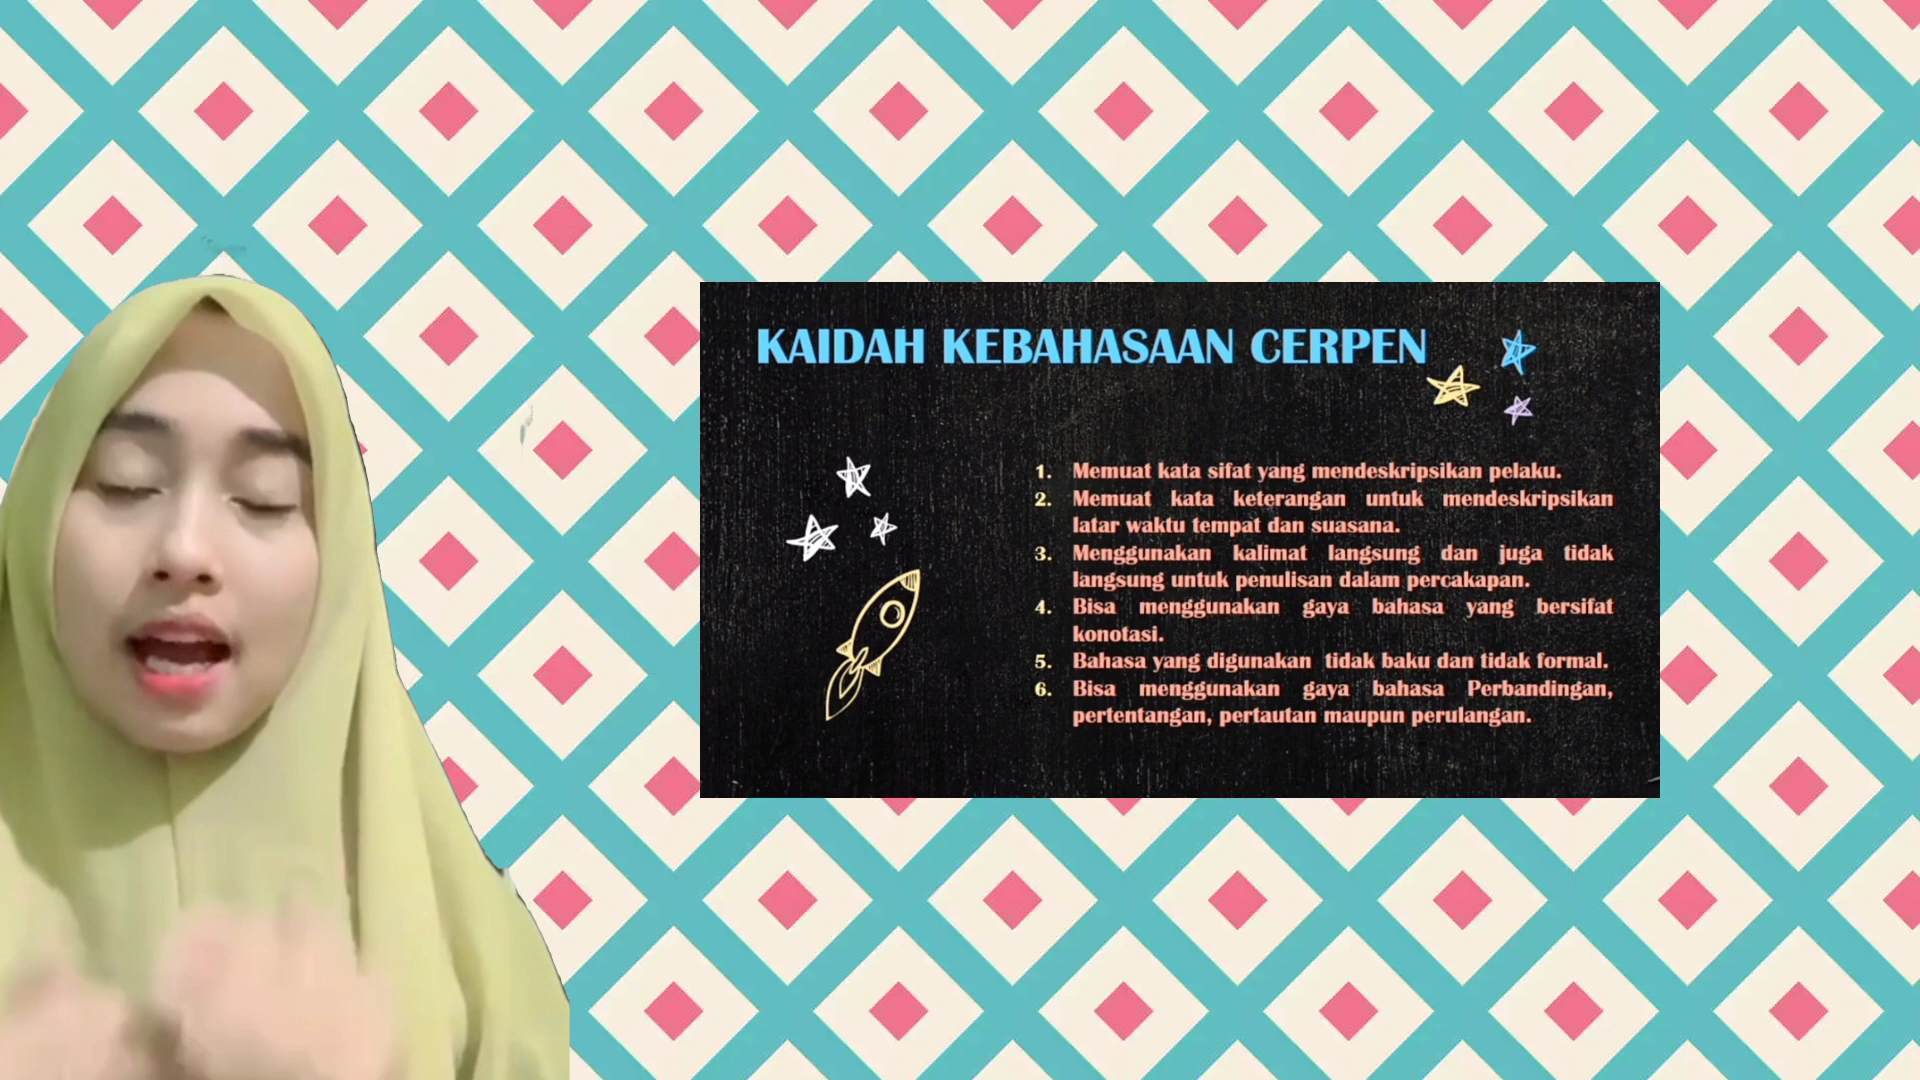 KAIDAH KEBAHASAAN CERPEN
1. Memuat kata sifat yang mendeskripsikan pelaku.
2. Memuat kata keterangan untuk mendeskripsikan
latar waktu tempat dan suasana.
3. Menggunakan kalimat langsung dan juga tidak
langsung untuk penulisan dalam percakapan.
4. Bisa menggunakan gaya bahasa yang bersifat
konotasi.
5. Bahasa yang digunakan tidak baku dan tidak formal.
6. Bisa menggunakan gaya bahasa Perbandingan,
pertentangan, pertautan maupun perulangan.